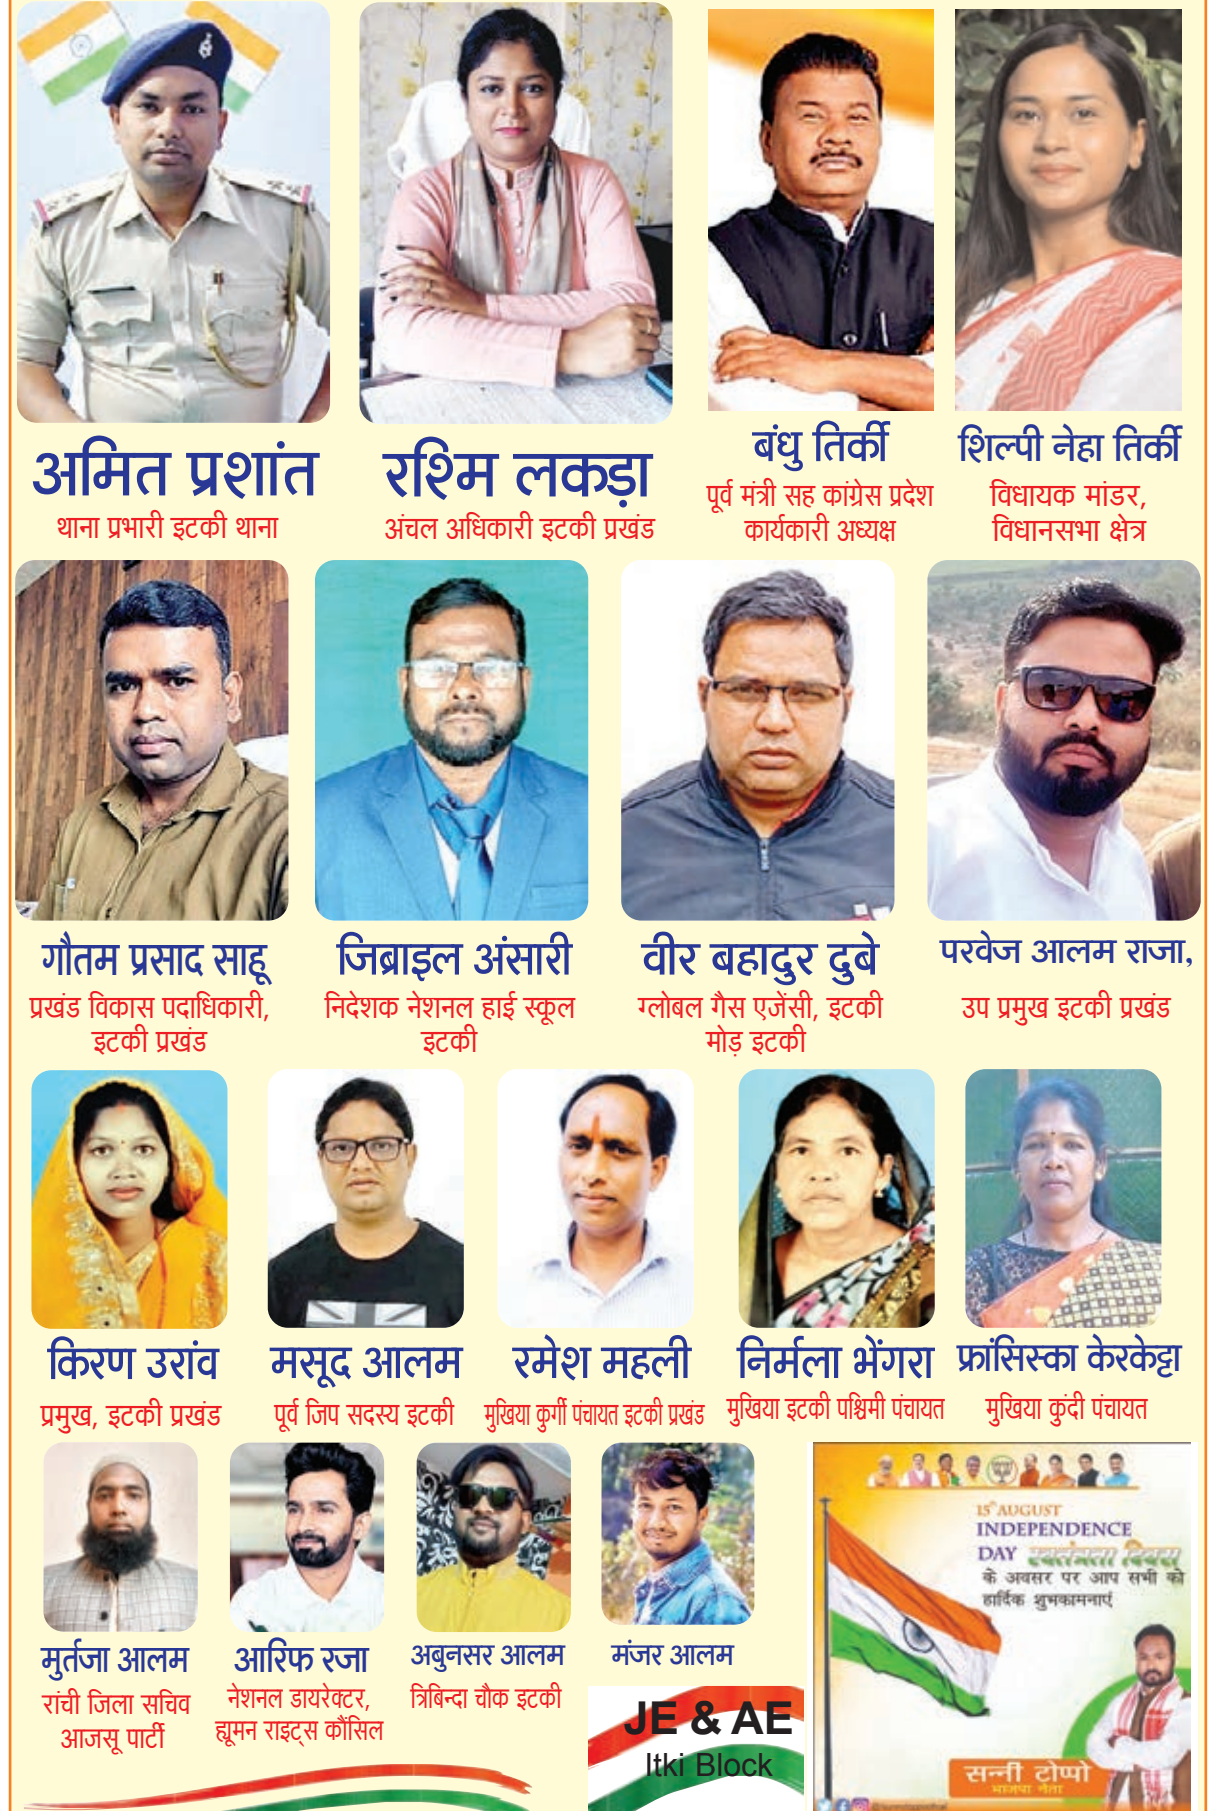 अमित प्रशांत
थाना प्रभारी इटकी थाना
रश्मि लकड़ा
अंचल अधिकारी इटकी प्रखंड
बंधु तिर्की
पूर्व मंत्री सह कांग्रेस प्रदेश
कार्यकारी अध्यक्ष
शिल्पी नेहा तिर्की
विधायक मांडर,
विधानसभा क्षेत्र
गौतम प्रसाद साहू
प्रखंड विकास पदाधिकारी,
इटकी प्रखंड
जिब्राइल अंसारी
निदेशक नेशनल हाई स्कूल
इटकी
वीर बहादुर दुबे
ग्लोबल गैस एजेंसी, इटकी
मोड़ इटकी
परवेज आलम राजा,
उप प्रमुख इटकी प्रखंड
किरण उरांव
प्रमुख, इटकी प्रखंड
मसूद आलम
पूर्व जिप सदस्य इटकी
रमेश महली
मुखिया कुर्गी पंचायत इटकी प्रखंड
निर्मला भेंगरा
मुखिया इटकी पश्चिमी पंचायत
फ्रांसिस्का केरकेट्टा
मुखिया कुंदी पंचायत
मुर्तजा आलम
रांची जिला सचिव
आजसू पार्टी
आरिफ रजा
नेशनल डायरेक्टर,
ह्यूमन राइट्स कौंसिल
अबुनसर आलम
त्रिबिन्दा चौक इटकी
मंजर आलम
JE & AE
Itki Block
15th AUGUST
INDEPENDENCE
DAY स्वतंत्रता दिवस
के अवसर पर आप सभी को
हार्दिक शुभकामनाएं
सन्नी टोप्पो
भाजपा नेता